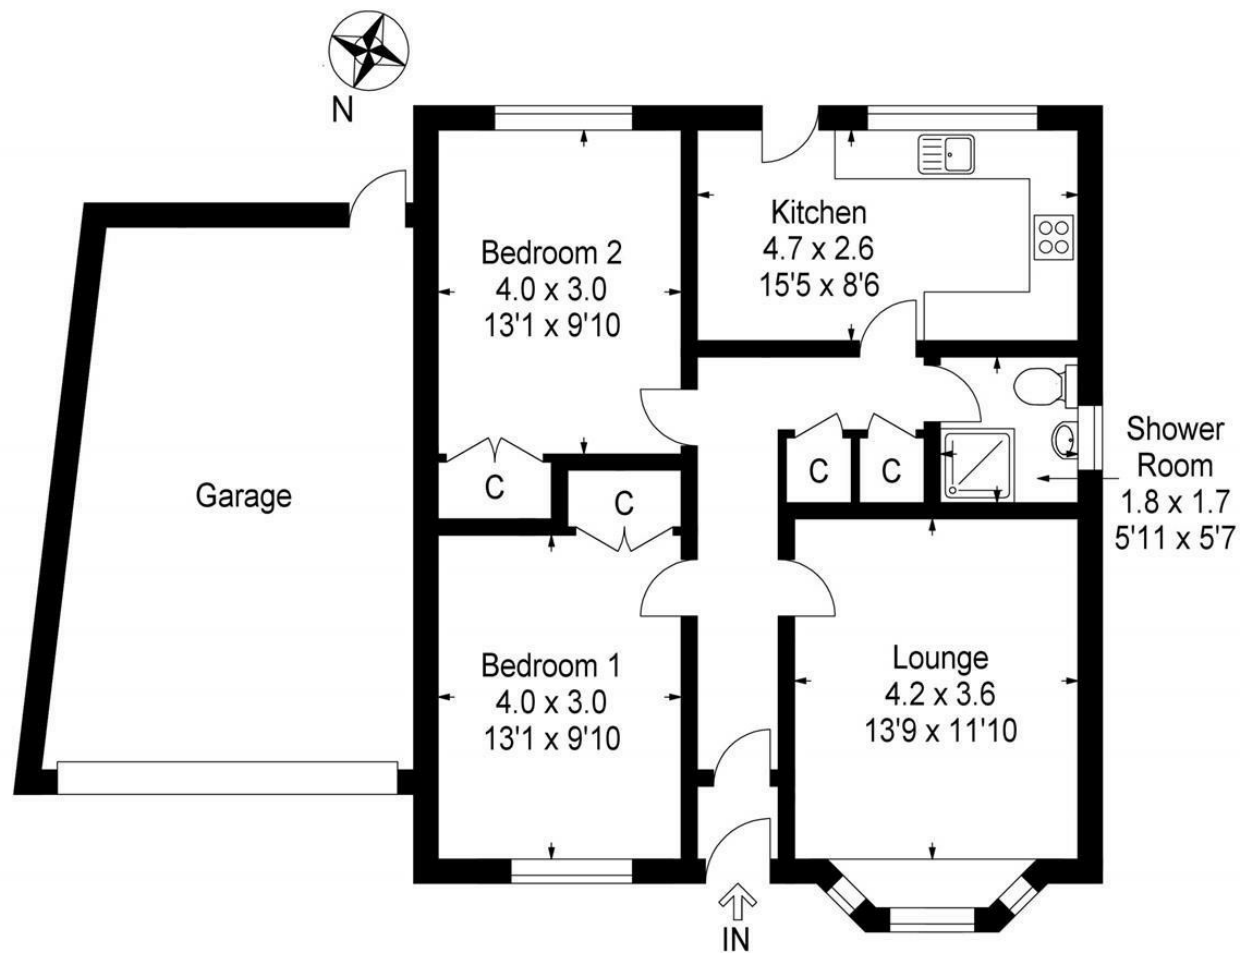 N
Bedroom 2
4.0 x 3.0
13'1 x 9'10
Kitchen
4.7 x 2.6
15'5 x 8'6
Shower
Room
1.8 x 1.7
5'11 x 5'7
Garage
C
C
C
C
Bedroom 1
4.0 x 3.0
13'1 x 9'10
Lounge
4.2 x 3.6
13'9 x 11'10
IN